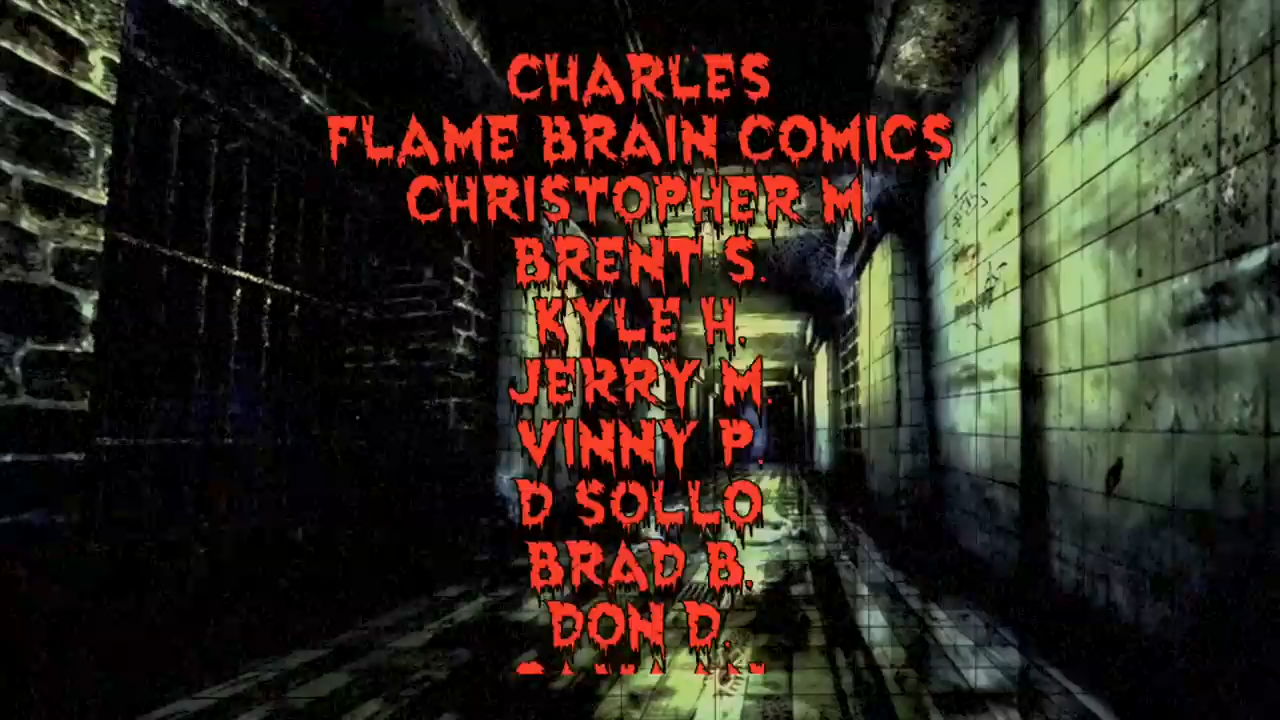 CHARLES
FLAME BRAIN COMICS
CHRISTOPHER M.
BRENT S.
KYLE H.
JERRY M.
VINNY P.
D SOLLO
BRAD B.
DON D.